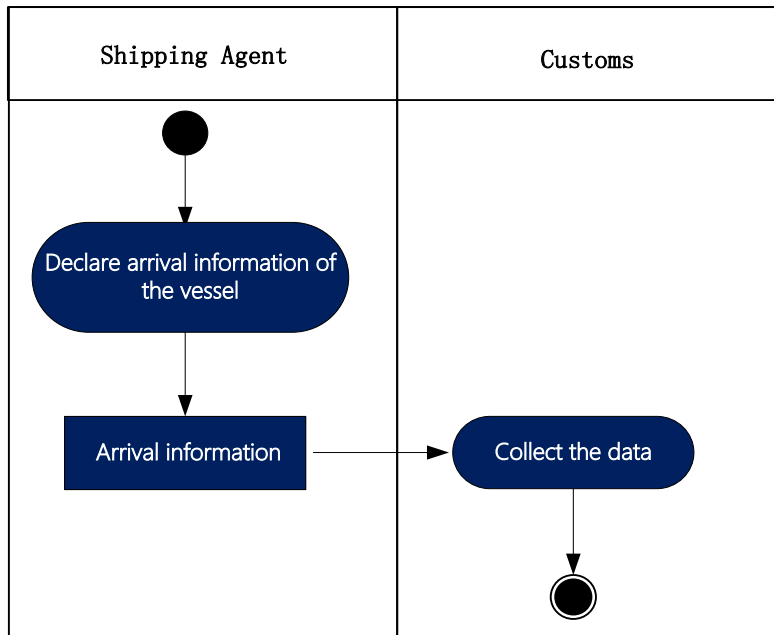 Shipping Agent
Customs
Declare arrival information of
the vessel
Arrival information
Collect the data